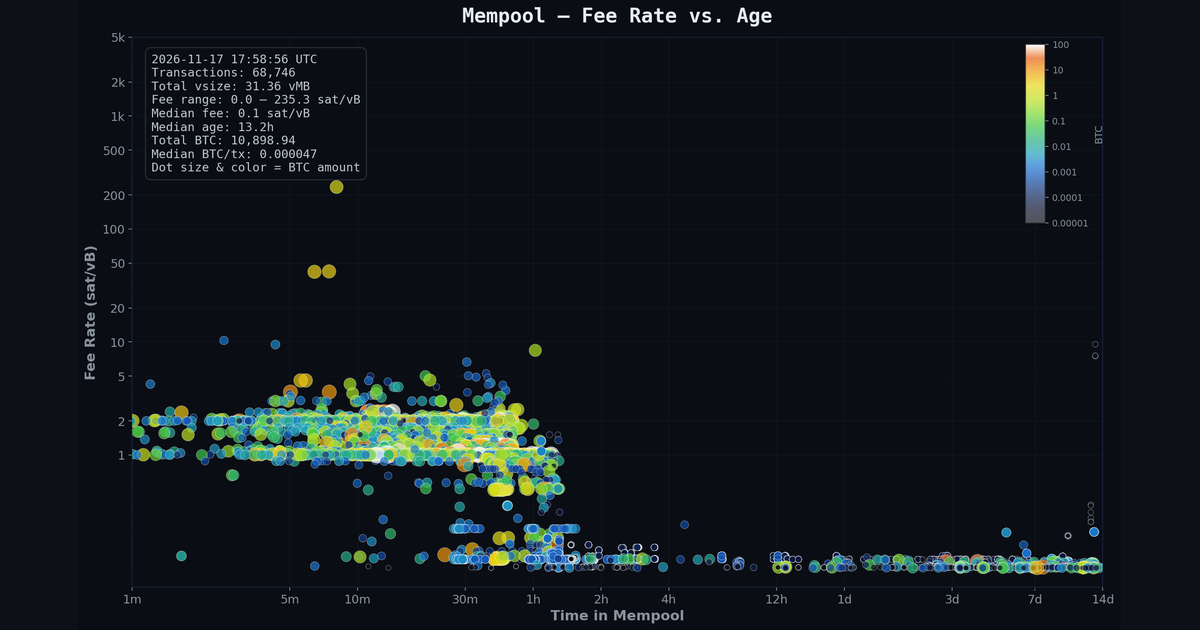 Mempool — Fee Rate vs. Age
2026-11-17 17:58:56 UTC
Transactions: 68,746
Total vsize: 31.36 vMB
Fee range: 0.0 – 235.3 sat/vB
Median fee: 0.1 sat/vB
Median age: 13.2h
Total BTC: 10,898.94
Median BTC/tx: 0.000047
Dot size & color = BTC amount
100
10
1
0.1
0.01
0.001
0.0001
0.00001
BTC
Fee Rate (sat/vB)
5k
2k
1k
500
200
100
50
20
10
5
2
1
1m
5m
10m
30m
1h
2h
4h
12h
1d
3d
7d
14d
Time in Mempool